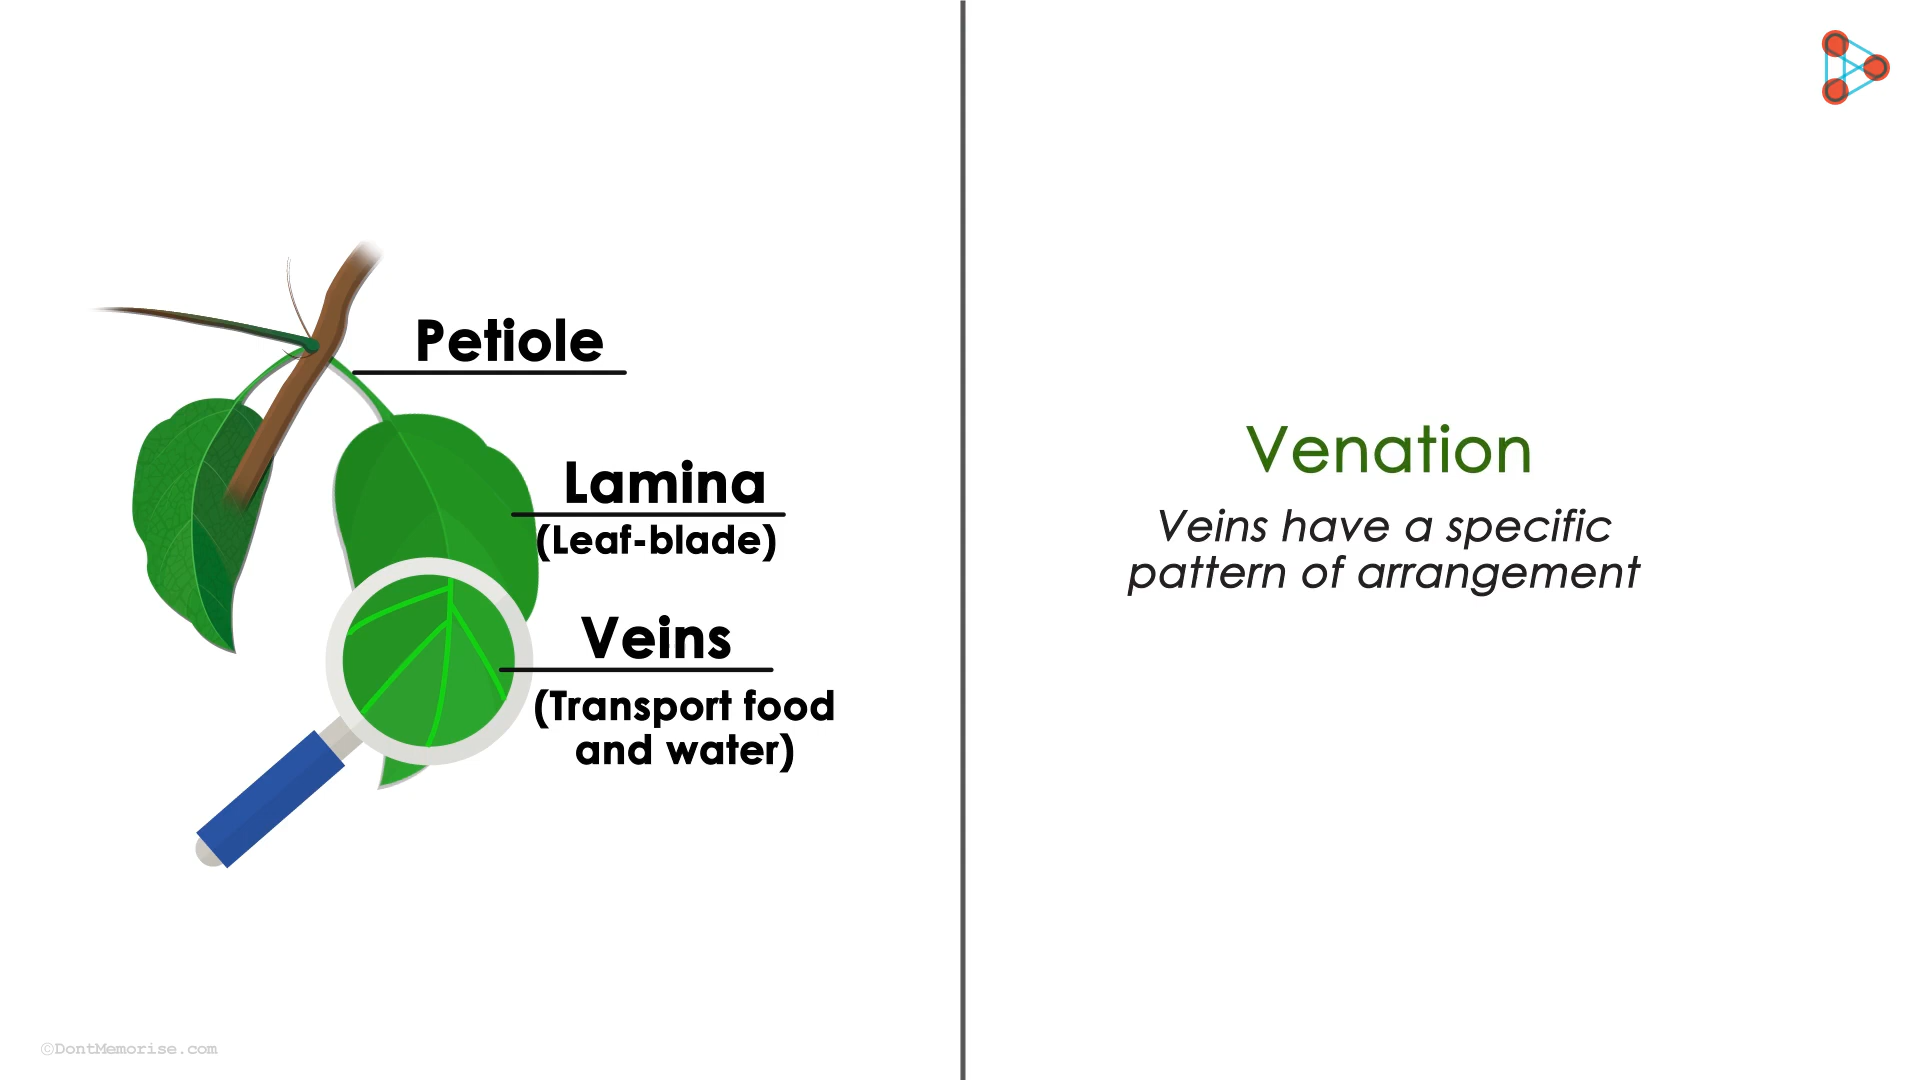 Petiole
Lamina
(Leaf-blade)
Veins
(Transport food
and water)
Venation
Veins have a specific
pattern of arrangement
©DontMemorise.com